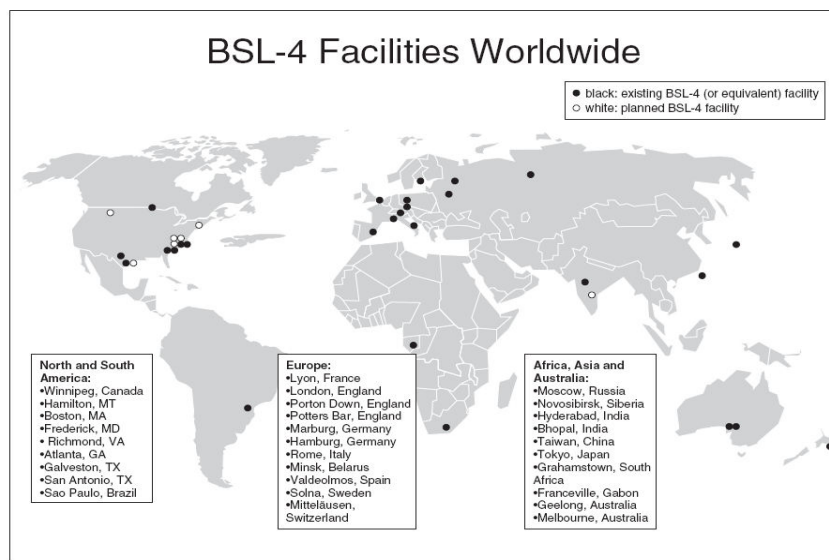 BSL-4 Facilities Worldwide
● black: existing BSL-4 (or equivalent) facility
○ white: planned BSL-4 facility
North and South
America:
•Winnipeg, Canada
•Hamilton, MT
•Boston, MA
•Frederick, MD
• Richmond, VA
•Atlanta, GA
•Galveston, TX
•San Antonio, TX
•Sao Paulo, Brazil
Europe:
•Lyon, France
•London, England
•Porton Down, England
•Potters Bar, England
•Marburg, Germany
•Hamburg, Germany
•Rome, Italy
•Minsk, Belarus
•Valdeolmos, Spain
•Solna, Sweden
•Mitteläusen,
Switzerland
Africa, Asia and
Australia:
•Moscow, Russia
•Novosibirsk, Siberia
•Hyderabad, India
•Bhopal, India
•Taiwan, China
•Tokyo, Japan
•Grahamstown, South
Africa
•Franceville, Gabon
•Geelong, Australia
•Melbourne, Australia